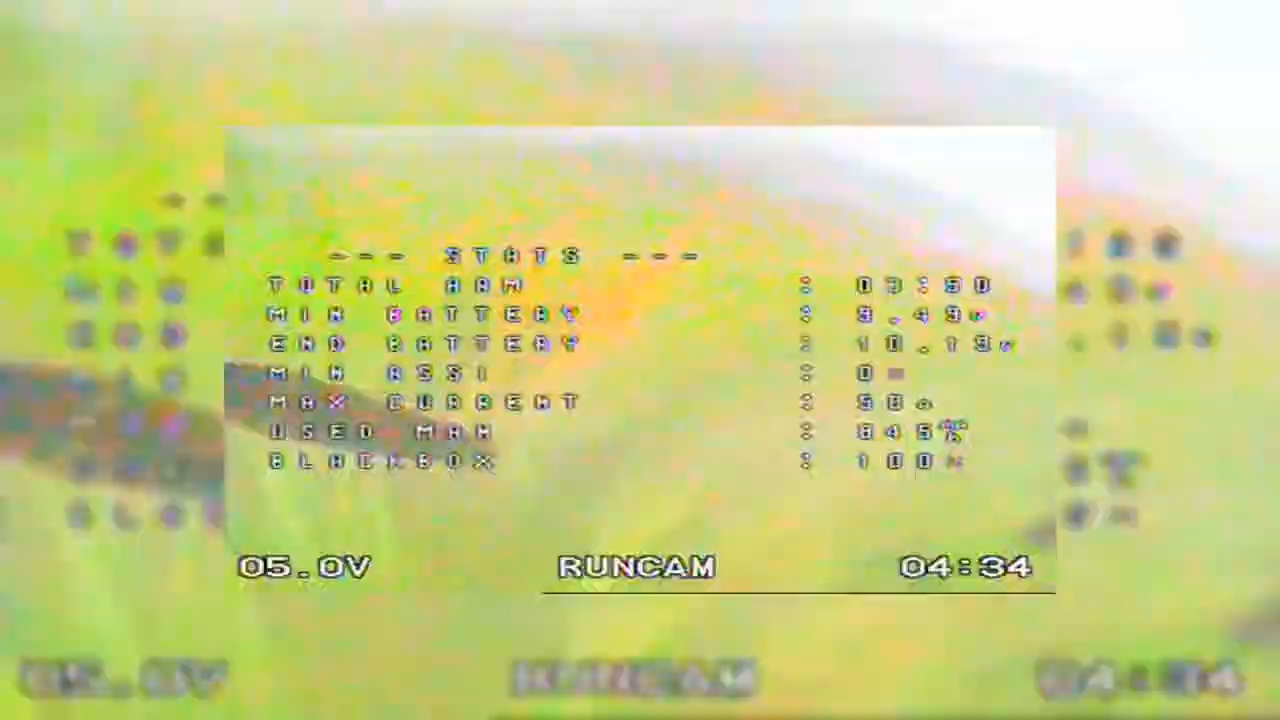 --- STATS ---
TOTAL ARM : 03:50
MIN BATTERY : 9.49V
END BATTERY : 10.19V
MIN RSSI : 0%
MAX CURRENT : 58A
USED MAH : 845
BLACKBOX : 100%
05.0V RUNCAM 04:34